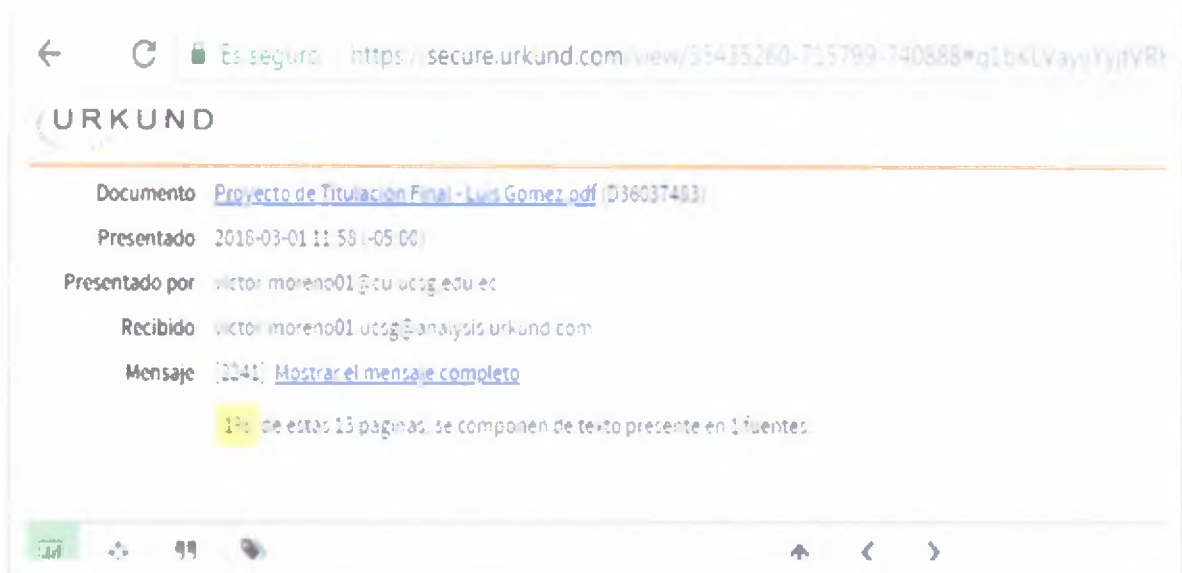 Es seguro https://secure.urkund.com/view/35435260-715799-740888#
URKUND
Documento Proyecto de Titulación Final - Luis Gomez.pdf (D36037493)
Presentado 2018-03-01 11:58 (-05:00)
Presentado por victor.moreno01@cu.ucsg.edu.ec
Recibido victor.moreno01.ucsg@analysis.urkund.com
Mensaje [2241] Mostrar el mensaje completo
1% de estas 13 páginas, se componen de texto presente en 1 fuentes.